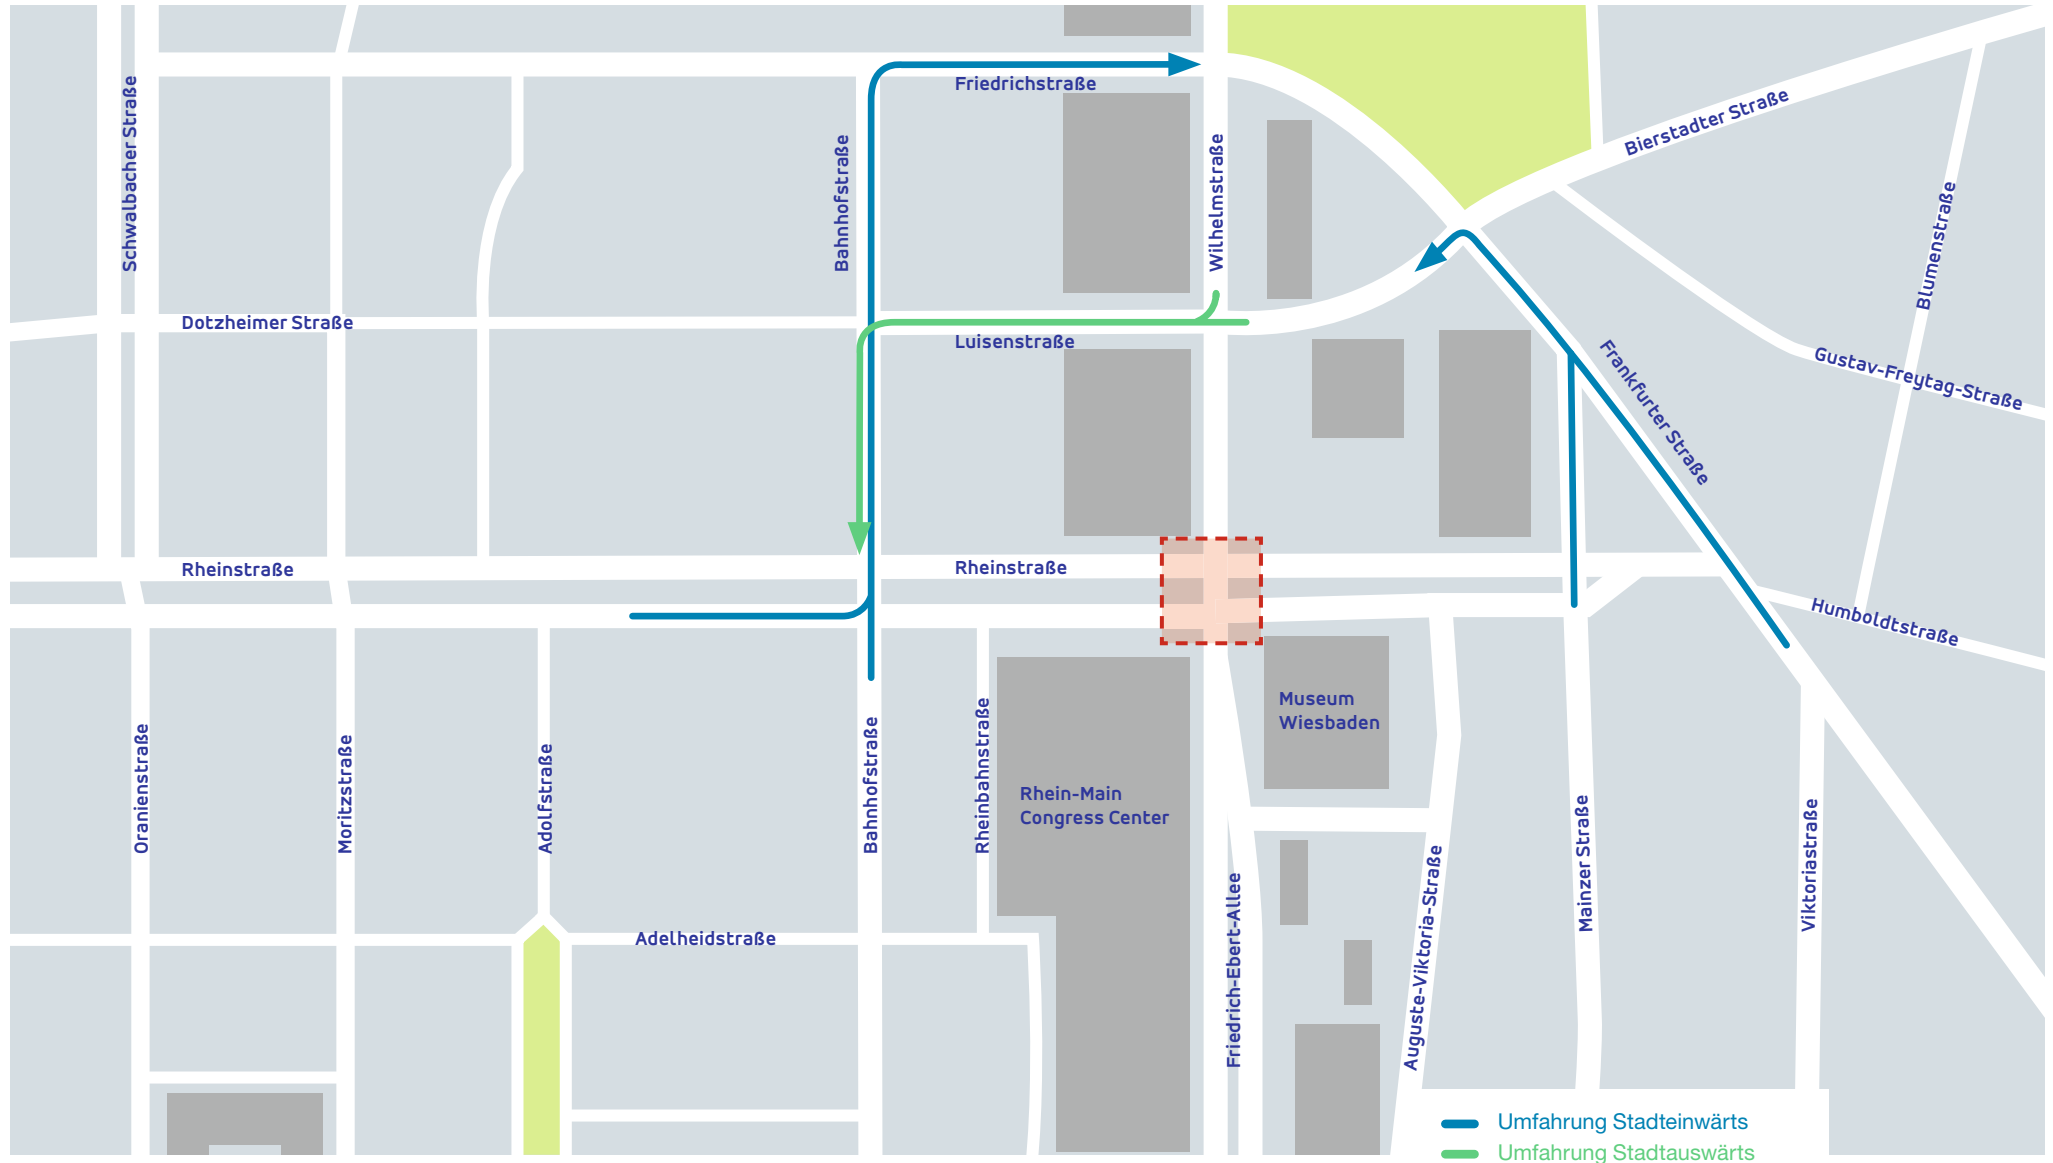 Friedrichstraße
Schwalbacher Straße
Bahnhofstraße
Wilhelmstraße
Bierstadter Straße
Blumenstraße
Dotzheimer Straße
Luisenstraße
Frankfurter Straße
Gustav-Freytag-Straße
Rheinstraße
Rheinstraße
Humboldtstraße
Museum
Wiesbaden
Oranienstraße
Moritzstraße
Adolfstraße
Bahnhofstraße
Rheinbahnstraße
Rhein-Main
Congress Center
Friedrich-Ebert-Allee
Auguste-Viktoria-Straße
Mainzer Straße
Viktoriastraße
Adelheidstraße
Umfahrung Stadteinwärts
Umfahrung Stadtauswärts